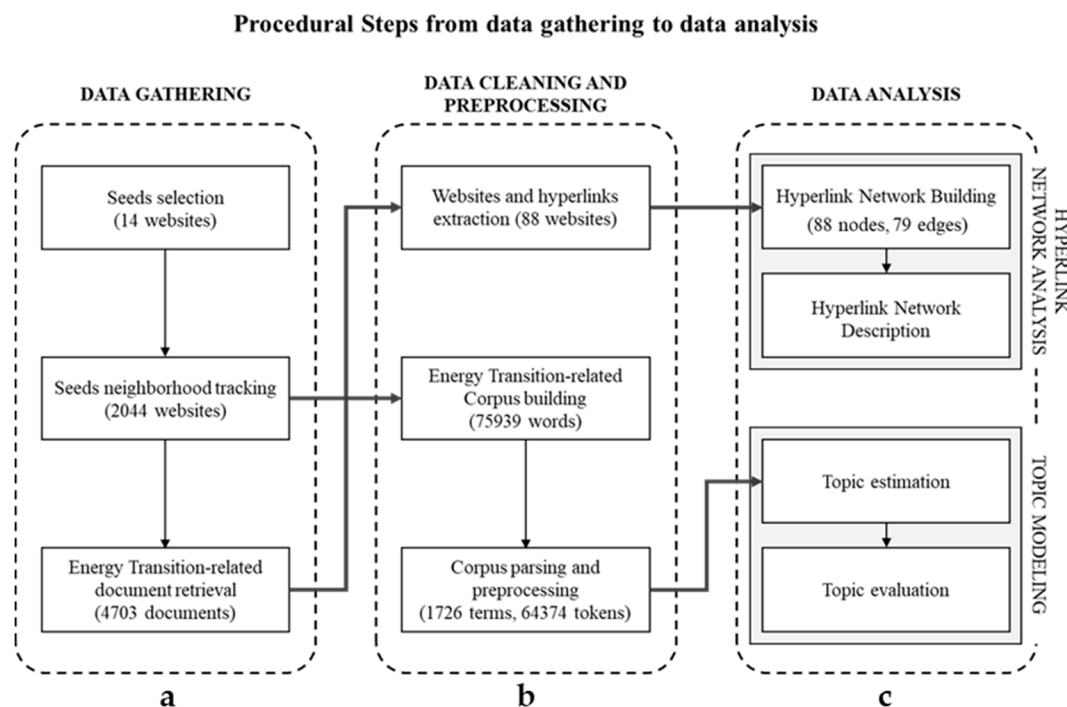 Procedural Steps from data gathering to data analysis
DATA GATHERING
Seeds selection
(14 websites)
Seeds neighborhood tracking
(2044 websites)
Energy Transition-related
document retrieval
(4703 documents)
a
DATA CLEANING AND
PREPROCESSING
Websites and hyperlinks
extraction (88 websites)
Energy Transition-related
Corpus building
(75939 words)
Corpus parsing and
preprocessing
(1726 terms, 64374 tokens)
b
DATA ANALYSIS
Hyperlink Network Building
(88 nodes, 79 edges)
Hyperlink Network
Description
HYPERLINK
NETWORK ANALYSIS
Topic estimation
Topic evaluation
TOPIC MODELING
c